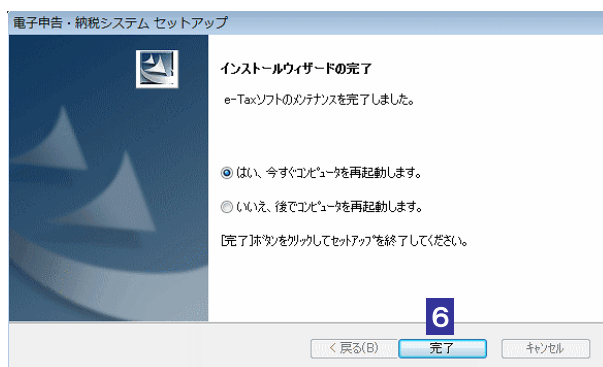 電子申告・納税システム セットアップ
インストールウィザードの完了
e-Taxソフトのﾒﾝﾃﾅﾝｽを完了しました。
はい、今すぐｺﾝﾋﾟｭｰﾀを再起動します。
いいえ、後でｺﾝﾋﾟｭｰﾀを再起動します。
[完了]ﾎﾞﾀﾝをｸﾘｯｸしてｾｯﾄｱｯﾌﾟを終了してください。
6
< 戻る(B) 完了 ｷｬﾝｾﾙ